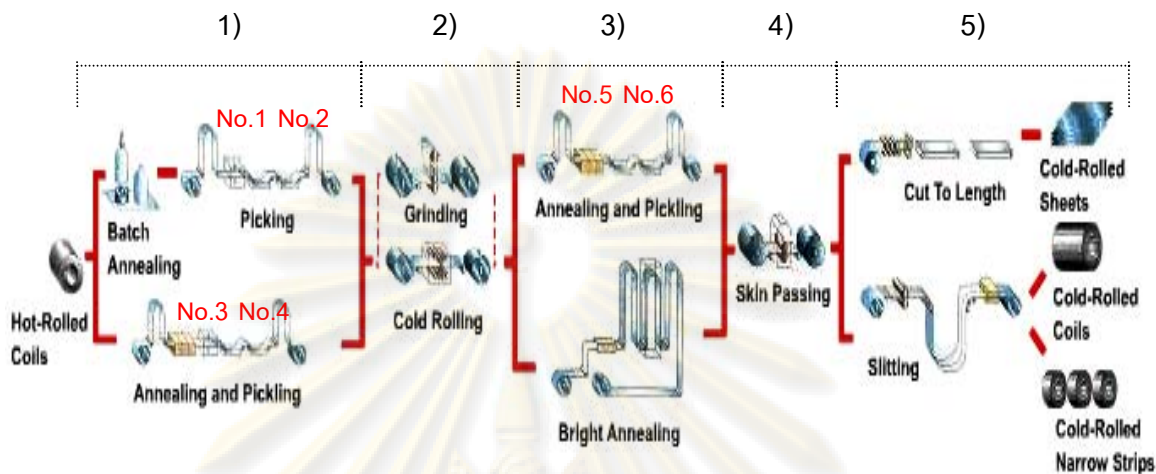 1)
2)
3)
4)
5)
No.1 No.2
No.5 No.6
Picking
Batch
Annealing
Hot-Rolled
Coils
No.3 No.4
Annealing and Pickling
Grinding
Cold Rolling
Annealing and Pickling
Bright Annealing
Skin Passing
Cut To Length
Slitting
Cold-Rolled
Sheets
Cold-Rolled
Coils
Cold-Rolled
Narrow Strips